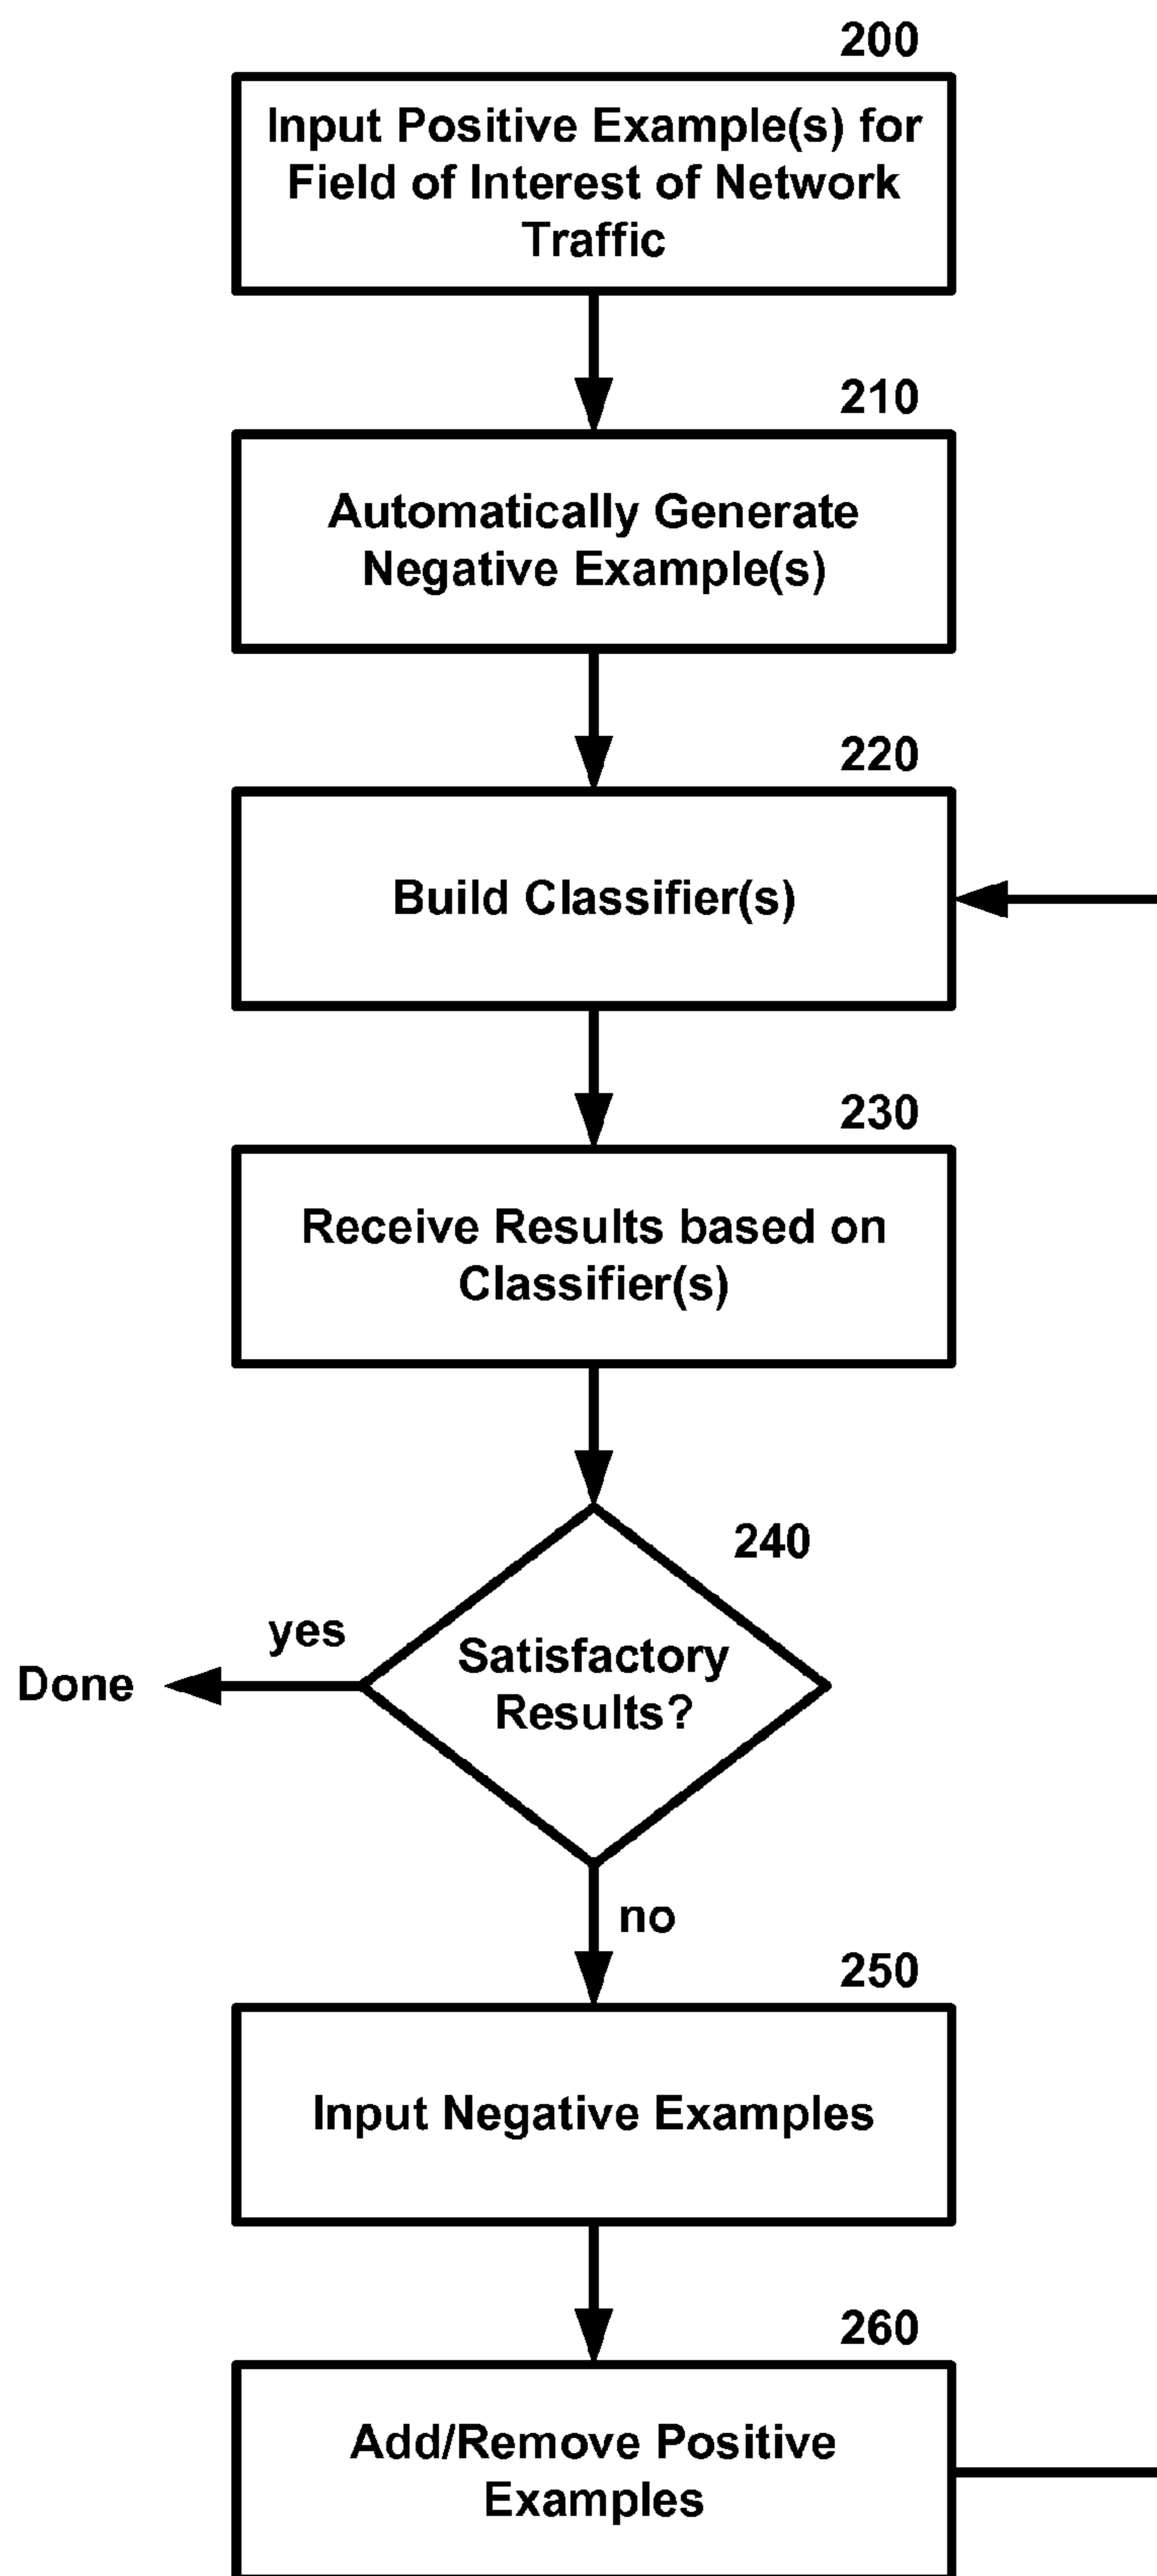 200
Input Positive Example(s) for
Field of Interest of Network
Traffic
210
Automatically Generate
Negative Example(s)
220
Build Classifier(s)
230
Receive Results based on
Classifier(s)
240
Satisfactory
Results?
yes
Done
no
250
Input Negative Examples
260
Add/Remove Positive
Examples